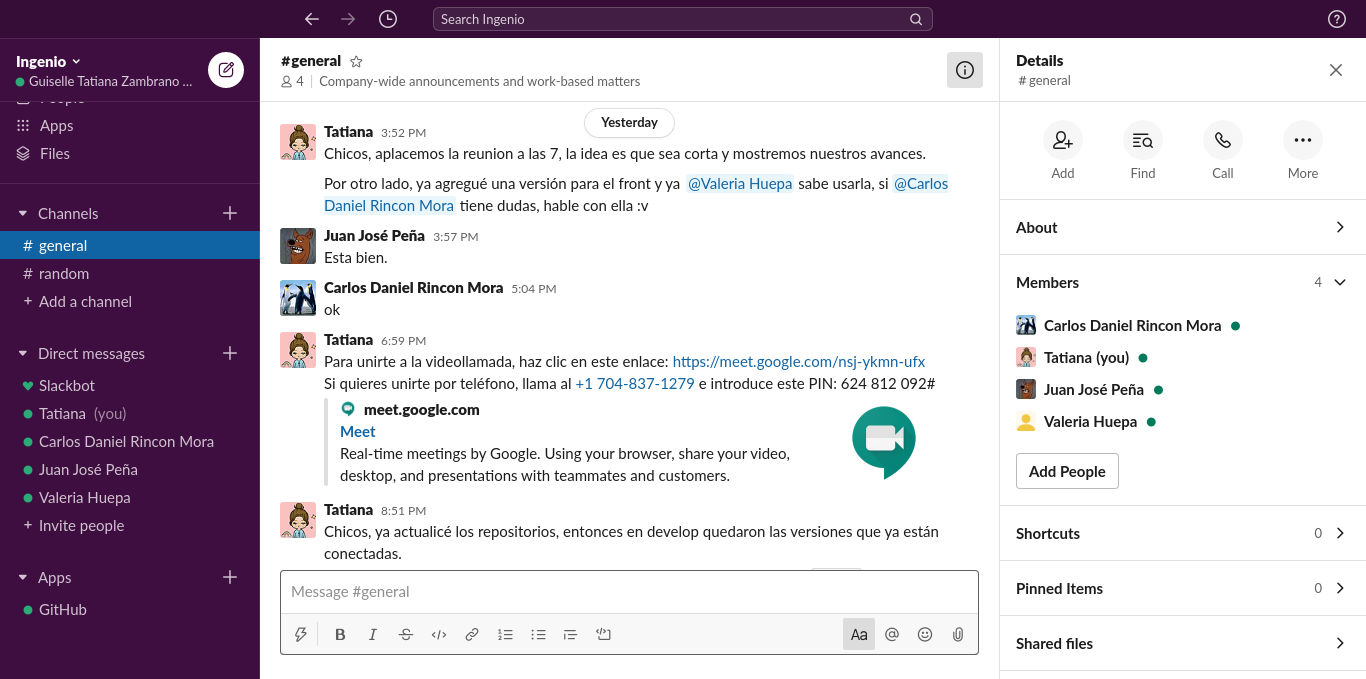 Search Ingenio
Ingenio
Guiselle Tatiana Zambrano ...
People
Apps
Files
Channels
# general
# random
+ Add a channel
Direct messages
Slackbot
Tatiana (you)
Carlos Daniel Rincon Mora
Juan José Peña
Valeria Huepa
+ Invite people
Apps
GitHub
#general
4 | Company-wide announcements and work-based matters
Yesterday
Tatiana 3:52 PM
Chicos, aplacemos la reunion a las 7, la idea es que sea corta y mostremos nuestros avances.
Por otro lado, ya agregué una versión para el front y ya @Valeria Huepa sabe usarla, si @Carlos
Daniel Rincon Mora tiene dudas, hable con ella :v
Juan José Peña 3:57 PM
Esta bien.
Carlos Daniel Rincon Mora 5:04 PM
ok
Tatiana 6:59 PM
Para unirte a la videollamada, haz clic en este enlace: https://meet.google.com/nsj-ykmn-ufx
Si quieres unirte por teléfono, llama al +1 704-837-1279 e introduce este PIN: 624 812 092#
meet.google.com
Meet
Real-time meetings by Google. Using your browser, share your video,
desktop, and presentations with teammates and customers.
Tatiana 8:51 PM
Chicos, ya actualicé los repositorios, entonces en develop quedaron las versiones que ya están
conectadas.
Message #general
B I S Aa @
Details
# general
Add Find Call More
About
Members 4
Carlos Daniel Rincon Mora
Tatiana (you)
Juan José Peña
Valeria Huepa
Add People
Shortcuts 0
Pinned Items 0
Shared files